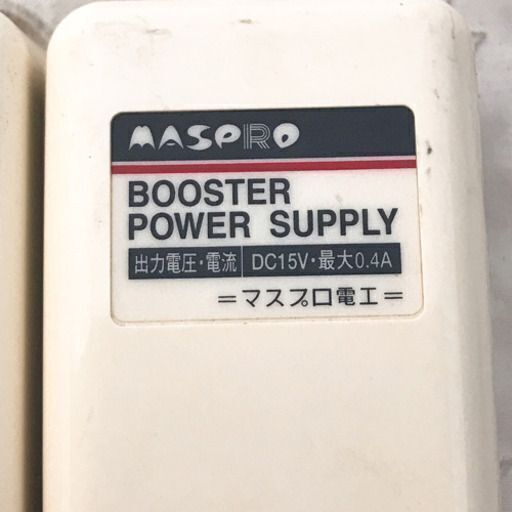 MASPRO
BOOSTER
POWER SUPPLY
出力電圧・電流 DC15V・最大0.4A
=マスプロ電工=